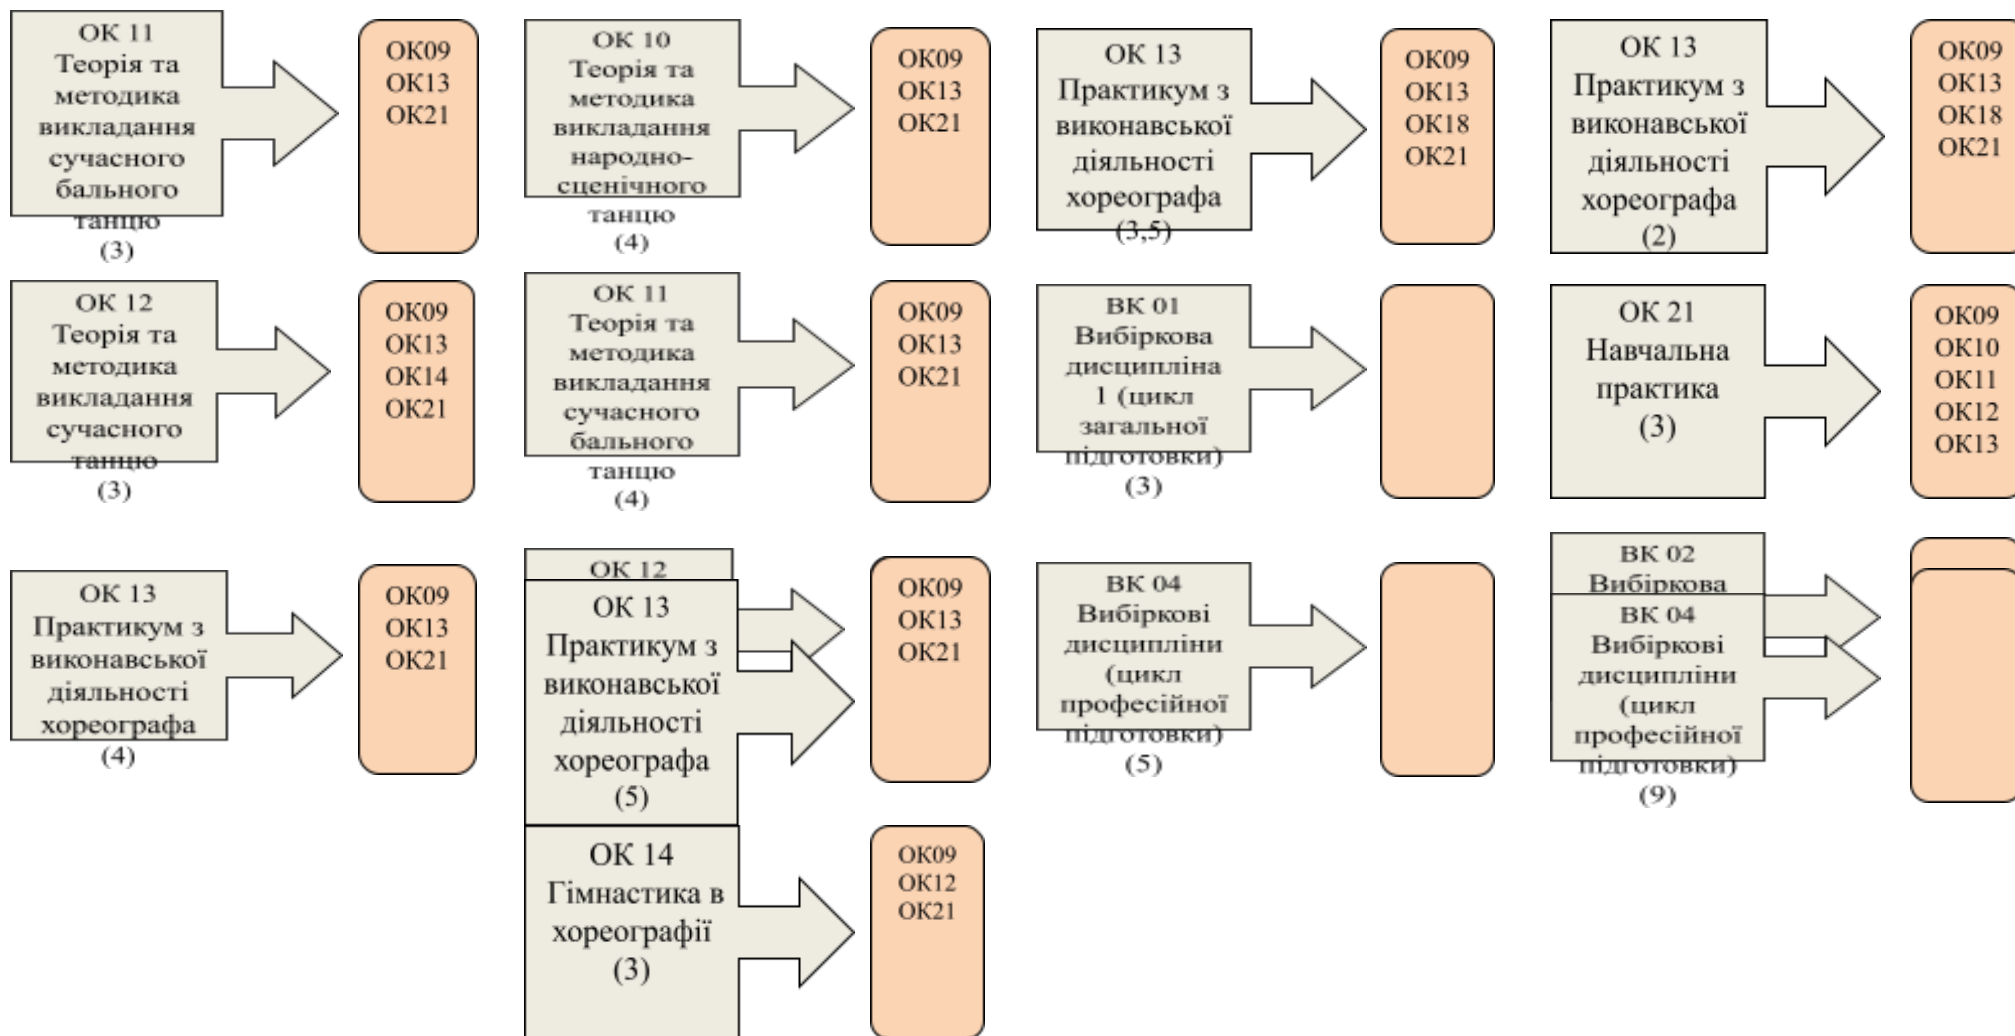 ОК 11
Теорія та
методика
викладання
сучасного
бального
танцю
(3)
ОК09
ОК13
ОК21
ОК 10
Теорія та
методика
викладання
народно-
сценічного
танцю
(4)
ОК09
ОК13
ОК21
ОК 13
Практикум з
виконавської
діяльності
хореографа
(3,5)
ОК09
ОК13
ОК18
ОК21
ОК 13
Практикум з
виконавської
діяльності
хореографа
(2)
ОК09
ОК13
ОК18
ОК21
ОК 12
Теорія та
методика
викладання
сучасного
танцю
(3)
ОК09
ОК13
ОК14
ОК21
ОК 11
Теорія та
методика
викладання
сучасного
бального
танцю
(4)
ОК09
ОК13
ОК21
ВК 01
Вибіркова
дисципліна
1 (цикл
загальної
підготовки)
(3)
ОК 21
Навчальна
практика
(3)
ОК09
ОК10
ОК11
ОК12
ОК13
ОК 13
Практикум з
виконавської
діяльності
хореографа
(4)
ОК09
ОК13
ОК21
ОК 12
ОК 13
Практикум з
виконавської
діяльності
хореографа
(5)
ОК09
ОК13
ОК21
ВК 04
Вибіркові
дисципліни
(цикл
професійної
підготовки)
(5)
ВК 02
Вибіркова
ВК 04
Вибіркові
дисципліни
(цикл
професійної
підготовки)
(9)
ОК 14
Гімнастика в
хореографії
(3)
ОК09
ОК12
ОК21